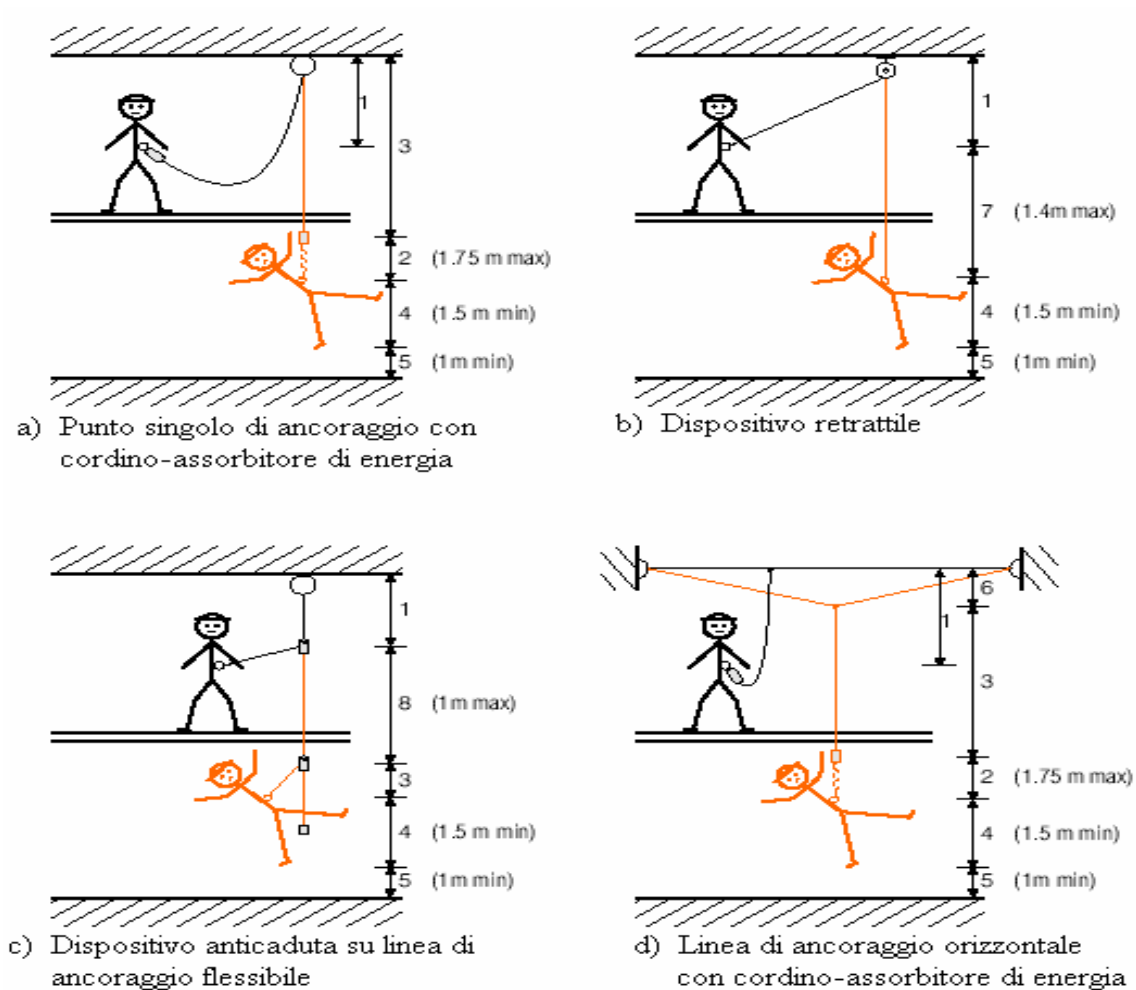 1
3
2 (1.75 m max)
4 (1.5 m min)
5 (1m min)
a) Punto singolo di ancoraggio con
cordino-assorbitore di energia
1
7 (1.4m max)
4 (1.5 m min)
5 (1m min)
b) Dispositivo retrattile
1
8 (1m max)
3
4 (1.5 m min)
5 (1m min)
c) Dispositivo anticaduta su linea di
ancoraggio flessibile
6
1
3
2 (1.75 m max)
4 (1.5 m min)
5 (1m min)
d) Linea di ancoraggio orizzontale
con cordino-assorbitore di energia